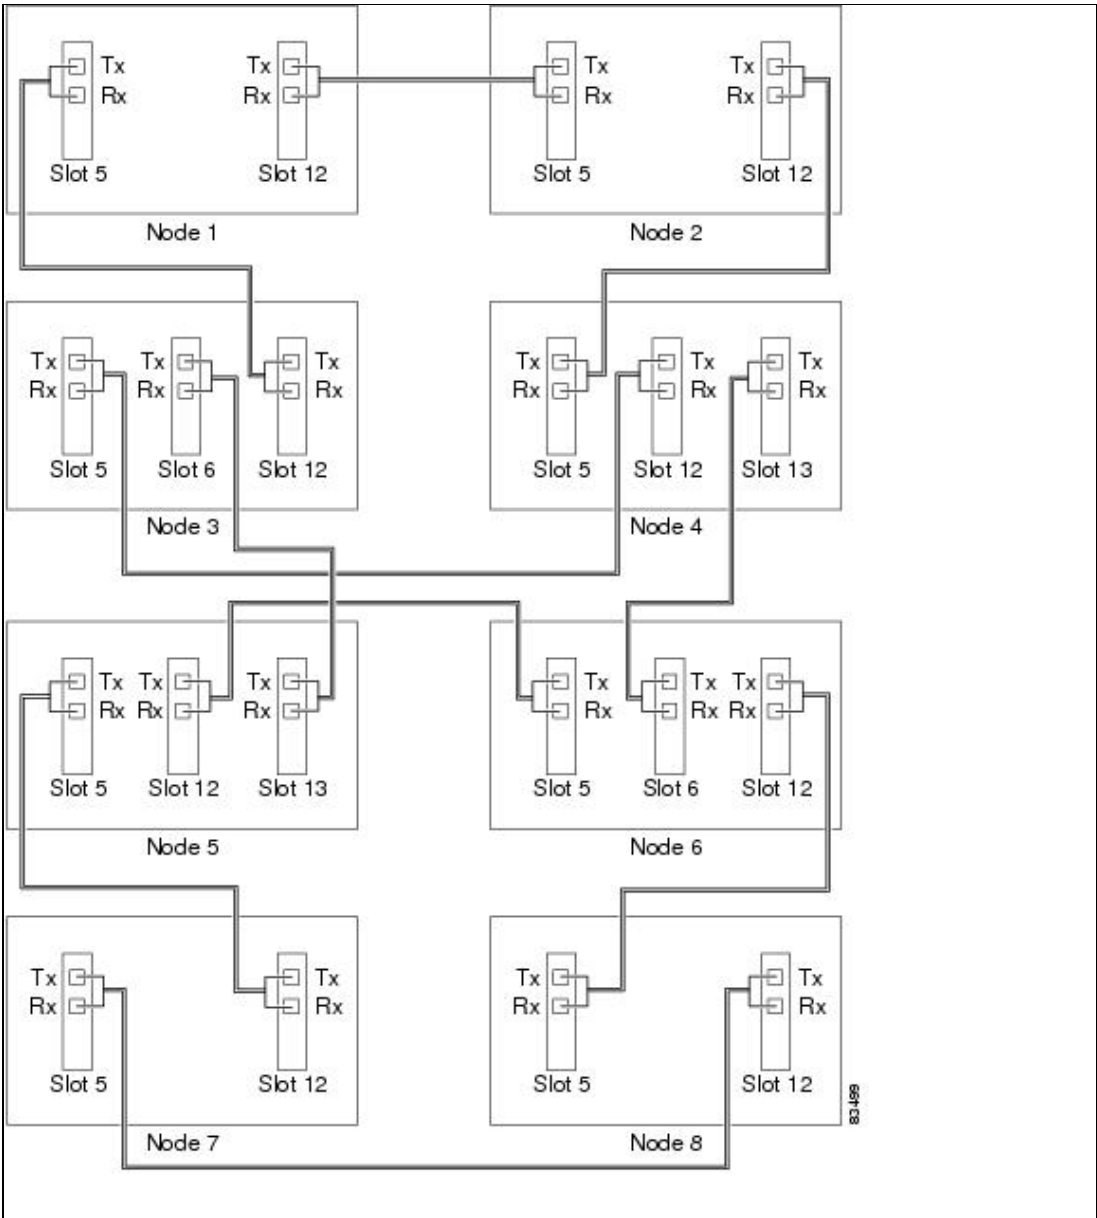 Tx Tx Tx Tx
Rx Rx Rx Rx
Slot 5 Slot 12 Slot 5 Slot 12
Node 1 Node 2
Tx Tx Tx Tx Tx Tx
Rx Rx Rx Rx Rx Rx
Slot 5 Slot 6 Slot 12 Slot 5 Slot 12 Slot 13
Node 3 Node 4
Tx Tx Tx Tx Tx Tx
Rx Rx Rx Rx Rx Rx
Slot 5 Slot 12 Slot 13 Slot 5 Slot 6 Slot 12
Node 5 Node 6
Tx Tx Tx Tx
Rx Rx Rx Rx
Slot 5 Slot 12 Slot 5 Slot 12
83499
Node 7 Node 8